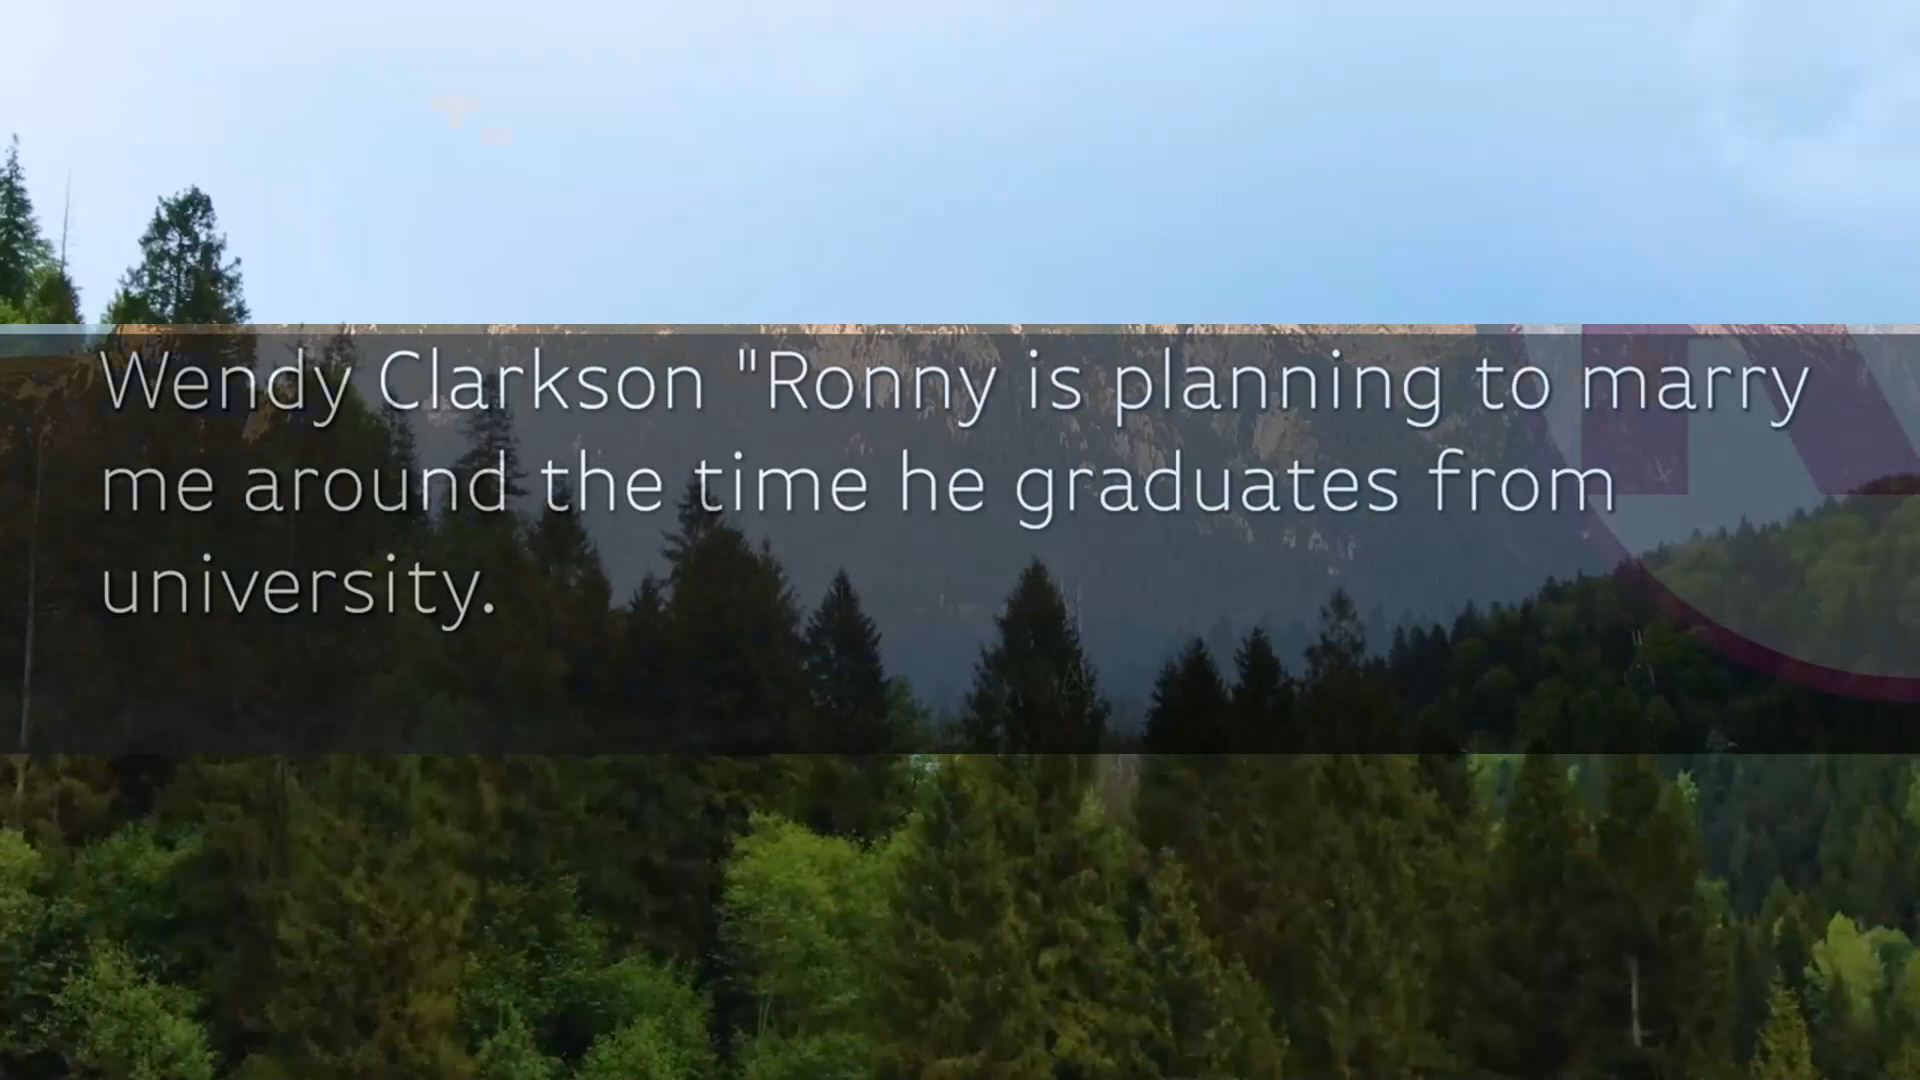 Wendy Clarkson "Ronny is planning to marry
me around the time he graduates from
university.